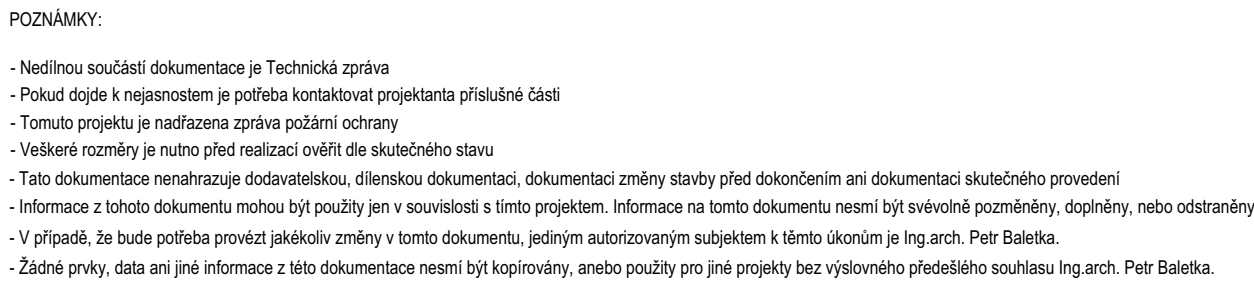 POZNÁMKY:
- Nedílnou součástí dokumentace je Technická zpráva
- Pokud dojde k nejasnostem je potřeba kontaktovat projektanta příslušné části
- Tomuto projektu je nadřazena zpráva požární ochrany
- Veškeré rozměry je nutno před realizací ověřit dle skutečného stavu
- Tato dokumentace nenahrazuje dodavatelskou, dílenskou dokumentaci, dokumentaci změny stavby před dokončením ani dokumentaci skutečného provedení
- Informace z tohoto dokumentu mohou být použity jen v souvislosti s tímto projektem. Informace na tomto dokumentu nesmí být svévolně pozměněny, doplněny, nebo odstraněny
- V případě, že bude potřeba provézt jakékoliv změny v tomto dokumentu, jediným autorizovaným subjektem k těmto úkonům je Ing.arch. Petr Baletka.
- Žádné prvky, data ani jiné informace z této dokumentace nesmí být kopírovány, anebo použity pro jiné projekty bez výslovného předešlého souhlasu Ing.arch. Petr Baletka.